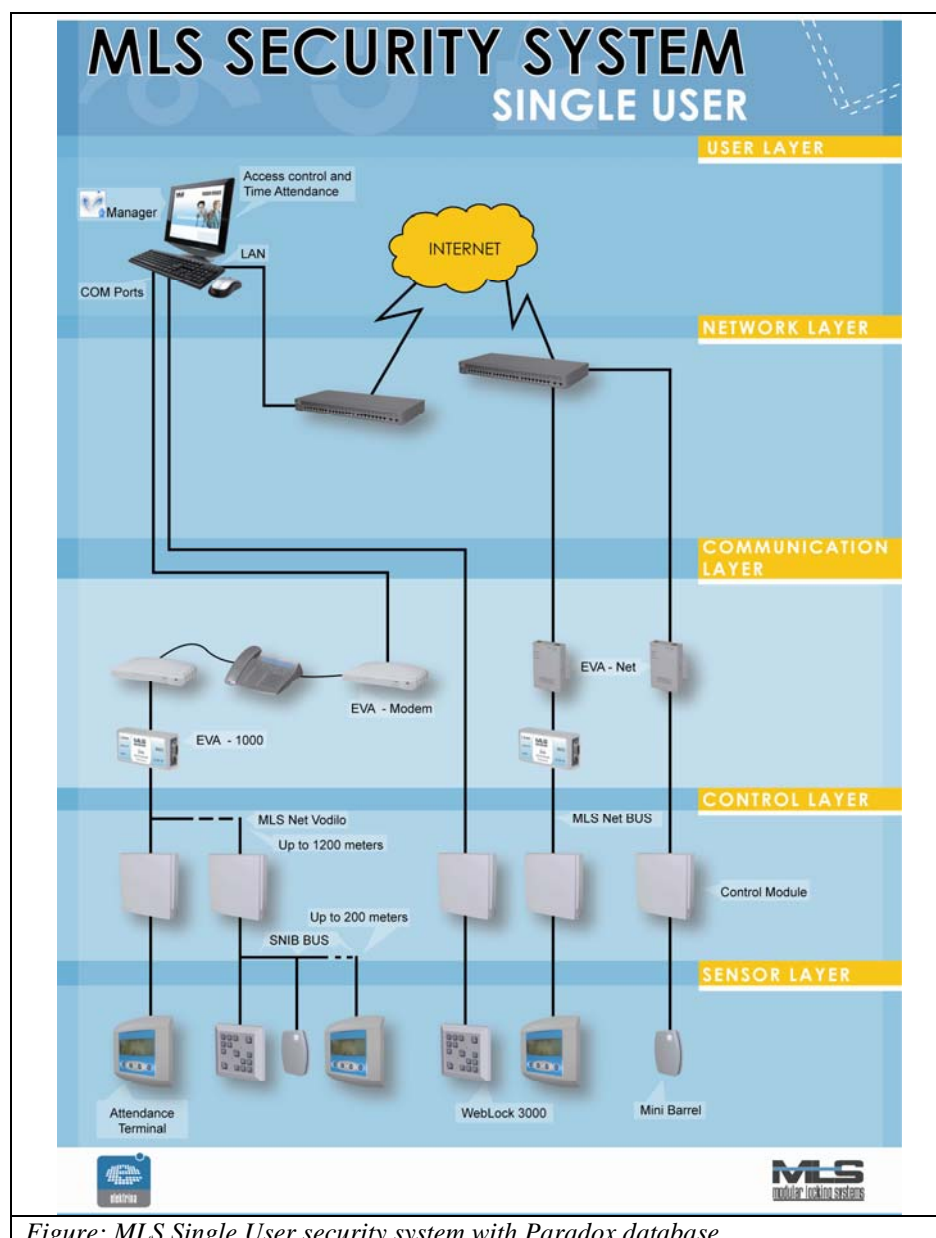 MLS SECURITY SYSTEM
SINGLE USER
USER LAYER
Access control and
Time Attendance
Manager
LAN
INTERNET
COM Ports
NETWORK LAYER
COMMUNICATION
LAYER
EVA - Net
EVA - Modem
EVA - 1000
MLS
CONTROL LAYER
MLS Net Vodilo
MLS Net BUS
Up to 1200 meters
Control Module
Up to 200 meters
SNIB BUS
SENSOR LAYER
Attendance
Terminal
WebLock 3000
Mini Barrel
elektrina
MLS
modular locking systems
Figure: MLS Single User security system with Paradox database